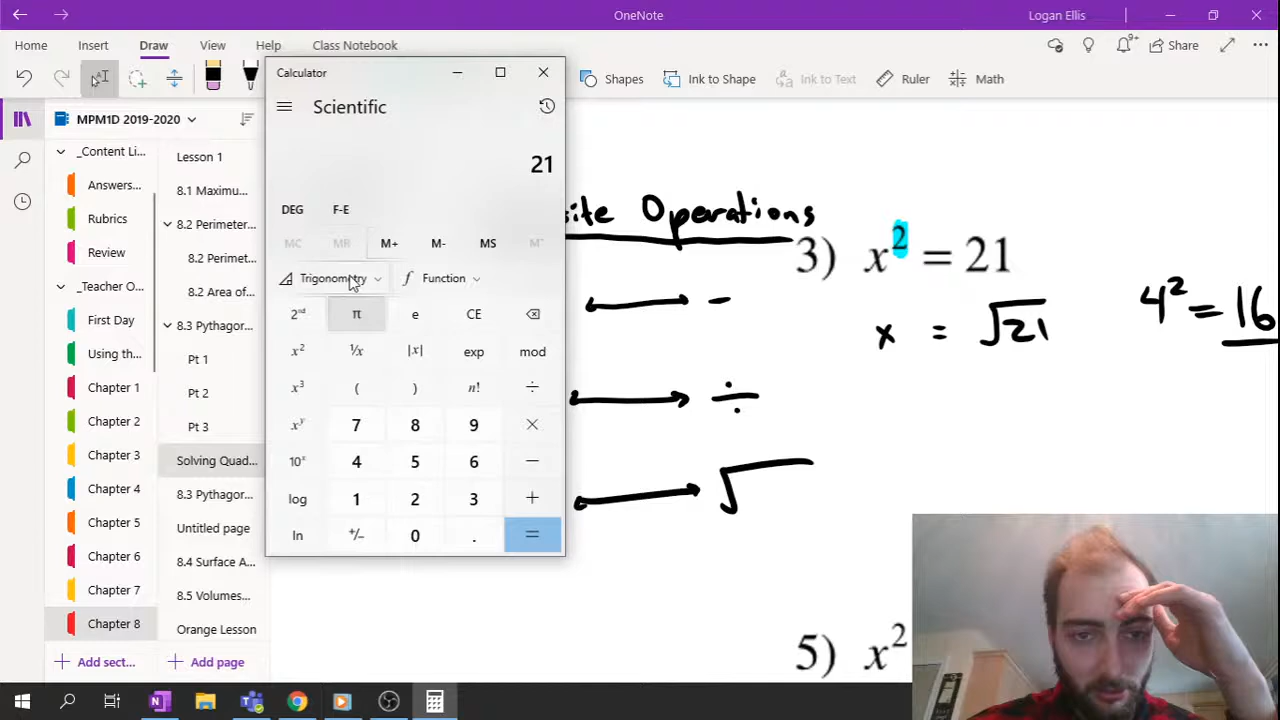 OneNote
Logan Ellis
Home Insert Draw View Help Class Notebook
Share
Shapes Ink to Shape Ink to Text Ruler Math
MPM1D 2019-2020
_Content Li...
Answers...
Rubrics
Review
_Teacher O...
First Day
Using th...
Chapter 1
Chapter 2
Chapter 3
Chapter 4
Chapter 5
Chapter 6
Chapter 7
Chapter 8
Add sect...
Lesson 1
8.1 Maximu...
8.2 Perimeter...
8.2 Perimet...
8.2 Area of...
8.3 Pythagor...
Pt 1
Pt 2
Pt 3
Solving Quad...
8.3 Pythagor...
Untitled page
8.4 Surface A...
8.5 Volumes...
Orange Lesson
Add page
Calculator
Scientific
21
DEG F-E
MC MR M+ M- MS M˅
Trigonometry f Function
2ⁿᵈ π e CE
x² ¹/x |x| exp mod
x³ ( ) n! ÷
xʸ 7 8 9 ×
10ˣ 4 5 6 −
log 1 2 3 +
ln +/− 0 . =
site Operations
−
÷
√
3) x² = 21
x = √21
4² = 16
5) x²